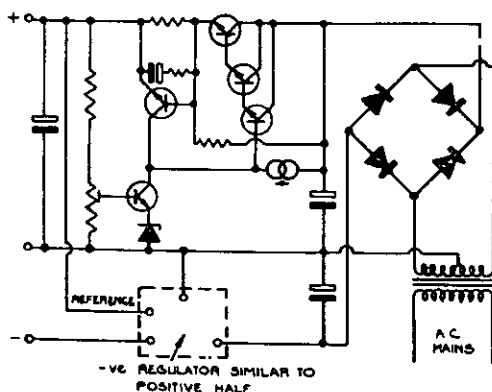 +
REFERENCE
-
-VE REGULATOR SIMILAR TO
POSITIVE HALF
A C
MAINS